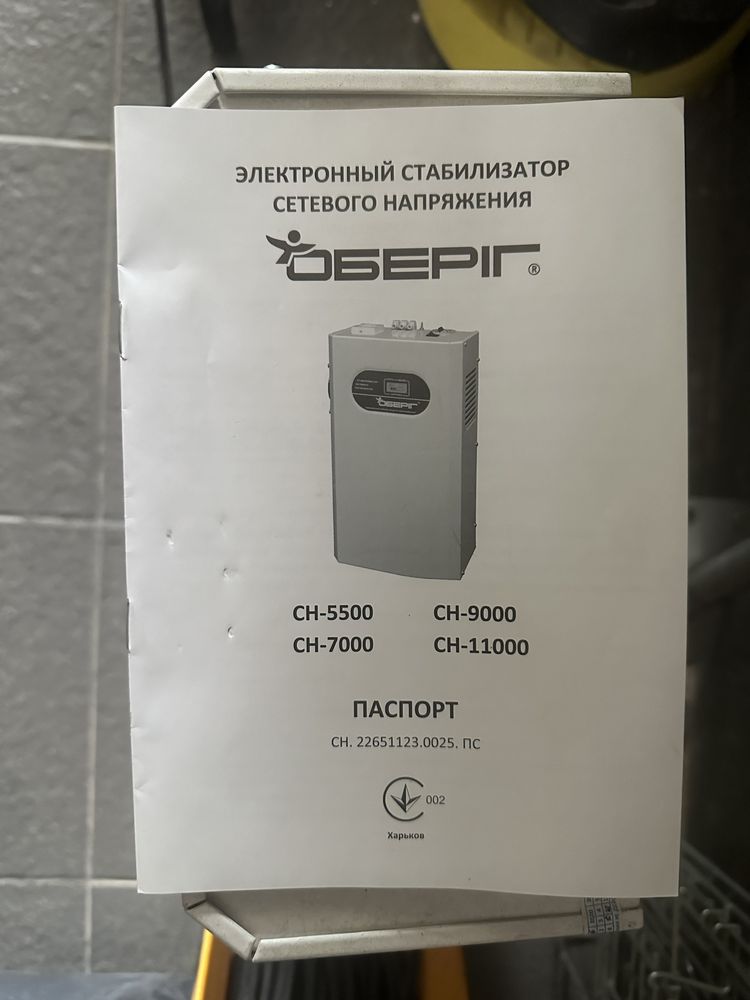 ЭЛЕКТРОННЫЙ СТАБИЛИЗАТОР
СЕТЕВОГО НАПРЯЖЕНИЯ
ОБЕРІГ®
ОБЕРІГ
СН-5500 СН-9000
СН-7000 СН-11000
ПАСПОРТ
СН. 22651123.0025. ПС
002
Харьков